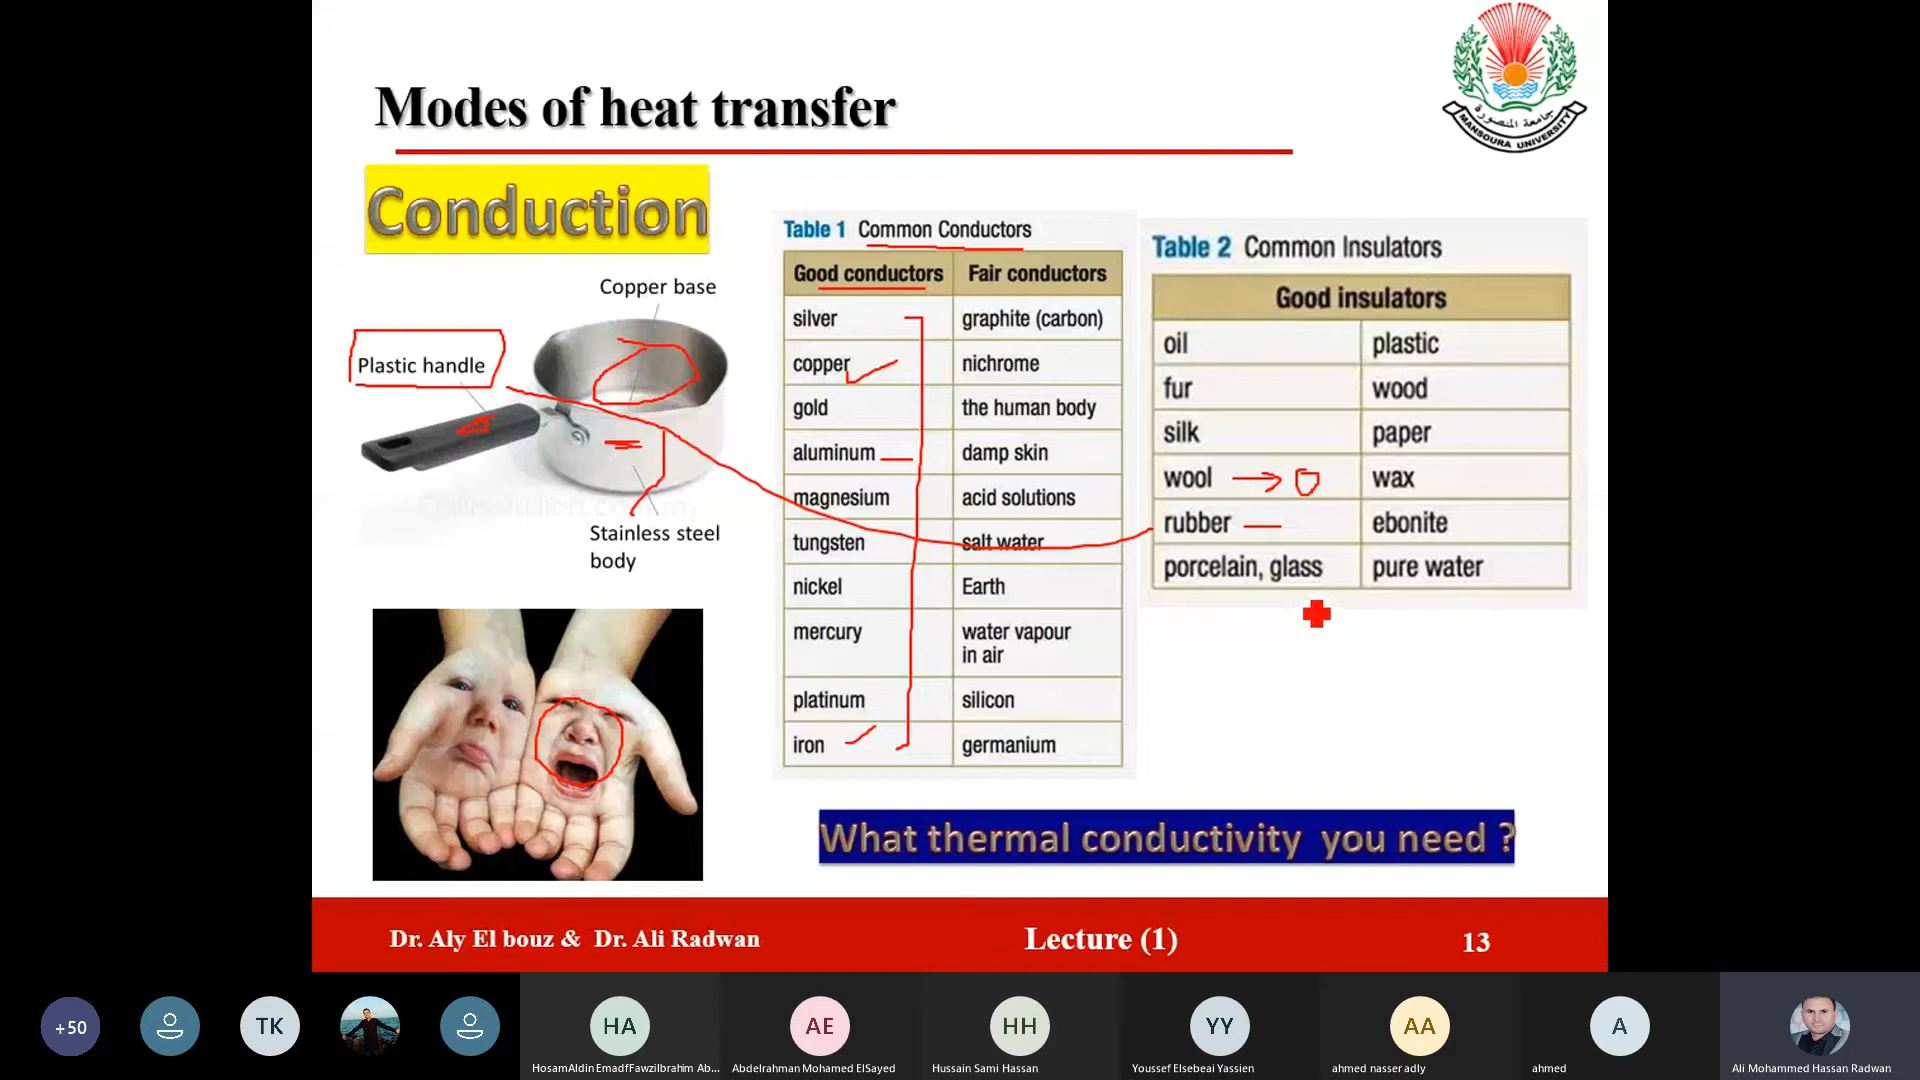 Modes of heat transfer
جامعة المنصورة
MANSOURA UNIVERSITY
Conduction
Copper base
Plastic handle
Stainless steel
body
Table 1 Common Conductors
Good conductors Fair conductors
silver graphite (carbon)
copper nichrome
gold the human body
aluminum damp skin
magnesium acid solutions
tungsten salt water
nickel Earth
mercury water vapour
in air
platinum silicon
iron germanium
Table 2 Common Insulators
Good insulators
oil plastic
fur wood
silk paper
wool wax
rubber ebonite
porcelain, glass pure water
What thermal conductivity you need ?
Dr. Aly El bouz & Dr. Ali Radwan Lecture (1) 13
+50 TK HA AE HH YY AA A
HosamAldin EmadfFawziIbrahim Ab... Abdelrahman Mohamed ElSayed Hussain Sami Hassan Youssef Elsebeai Yassien ahmed nasser adly ahmed Ali Mohammed Hassan Radwan